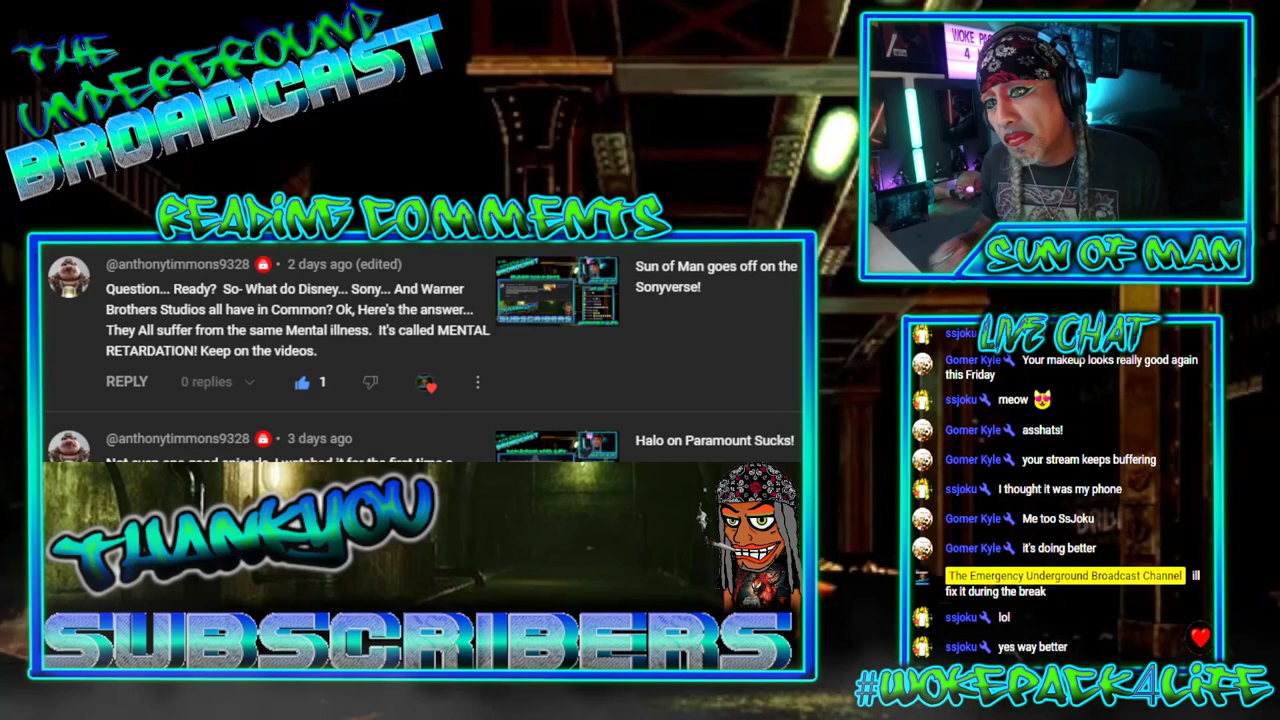 THE
UNDERGROUND
BROADCAST
READING COMMENTS
@anthonytimmons9328 • 2 days ago (edited)
Question... Ready? So- What do Disney... Sony... And Warner
Brothers Studios all have in Common? Ok, Here's the answer...
They All suffer from the same Mental illness. It's called MENTAL
RETARDATION! Keep on the videos.
REPLY 0 replies 1
Sun of Man goes off on the
Sonyverse!
@anthonytimmons9328 • 3 days ago
Halo on Paramount Sucks!
THANKYOU
SUBSCRIBERS
WOKE PA
4
SUN OF MAN
LIVE CHAT
ssjoku
Gomer Kyle Your makeup looks really good again
this Friday
ssjoku meow
Gomer Kyle asshats!
Gomer Kyle your stream keeps buffering
ssjoku I thought it was my phone
Gomer Kyle Me too SsJoku
Gomer Kyle it's doing better
The Emergency Underground Broadcast Channel ill
fix it during the break
ssjoku lol
ssjoku yes way better
#WOKEPACK4LIFE